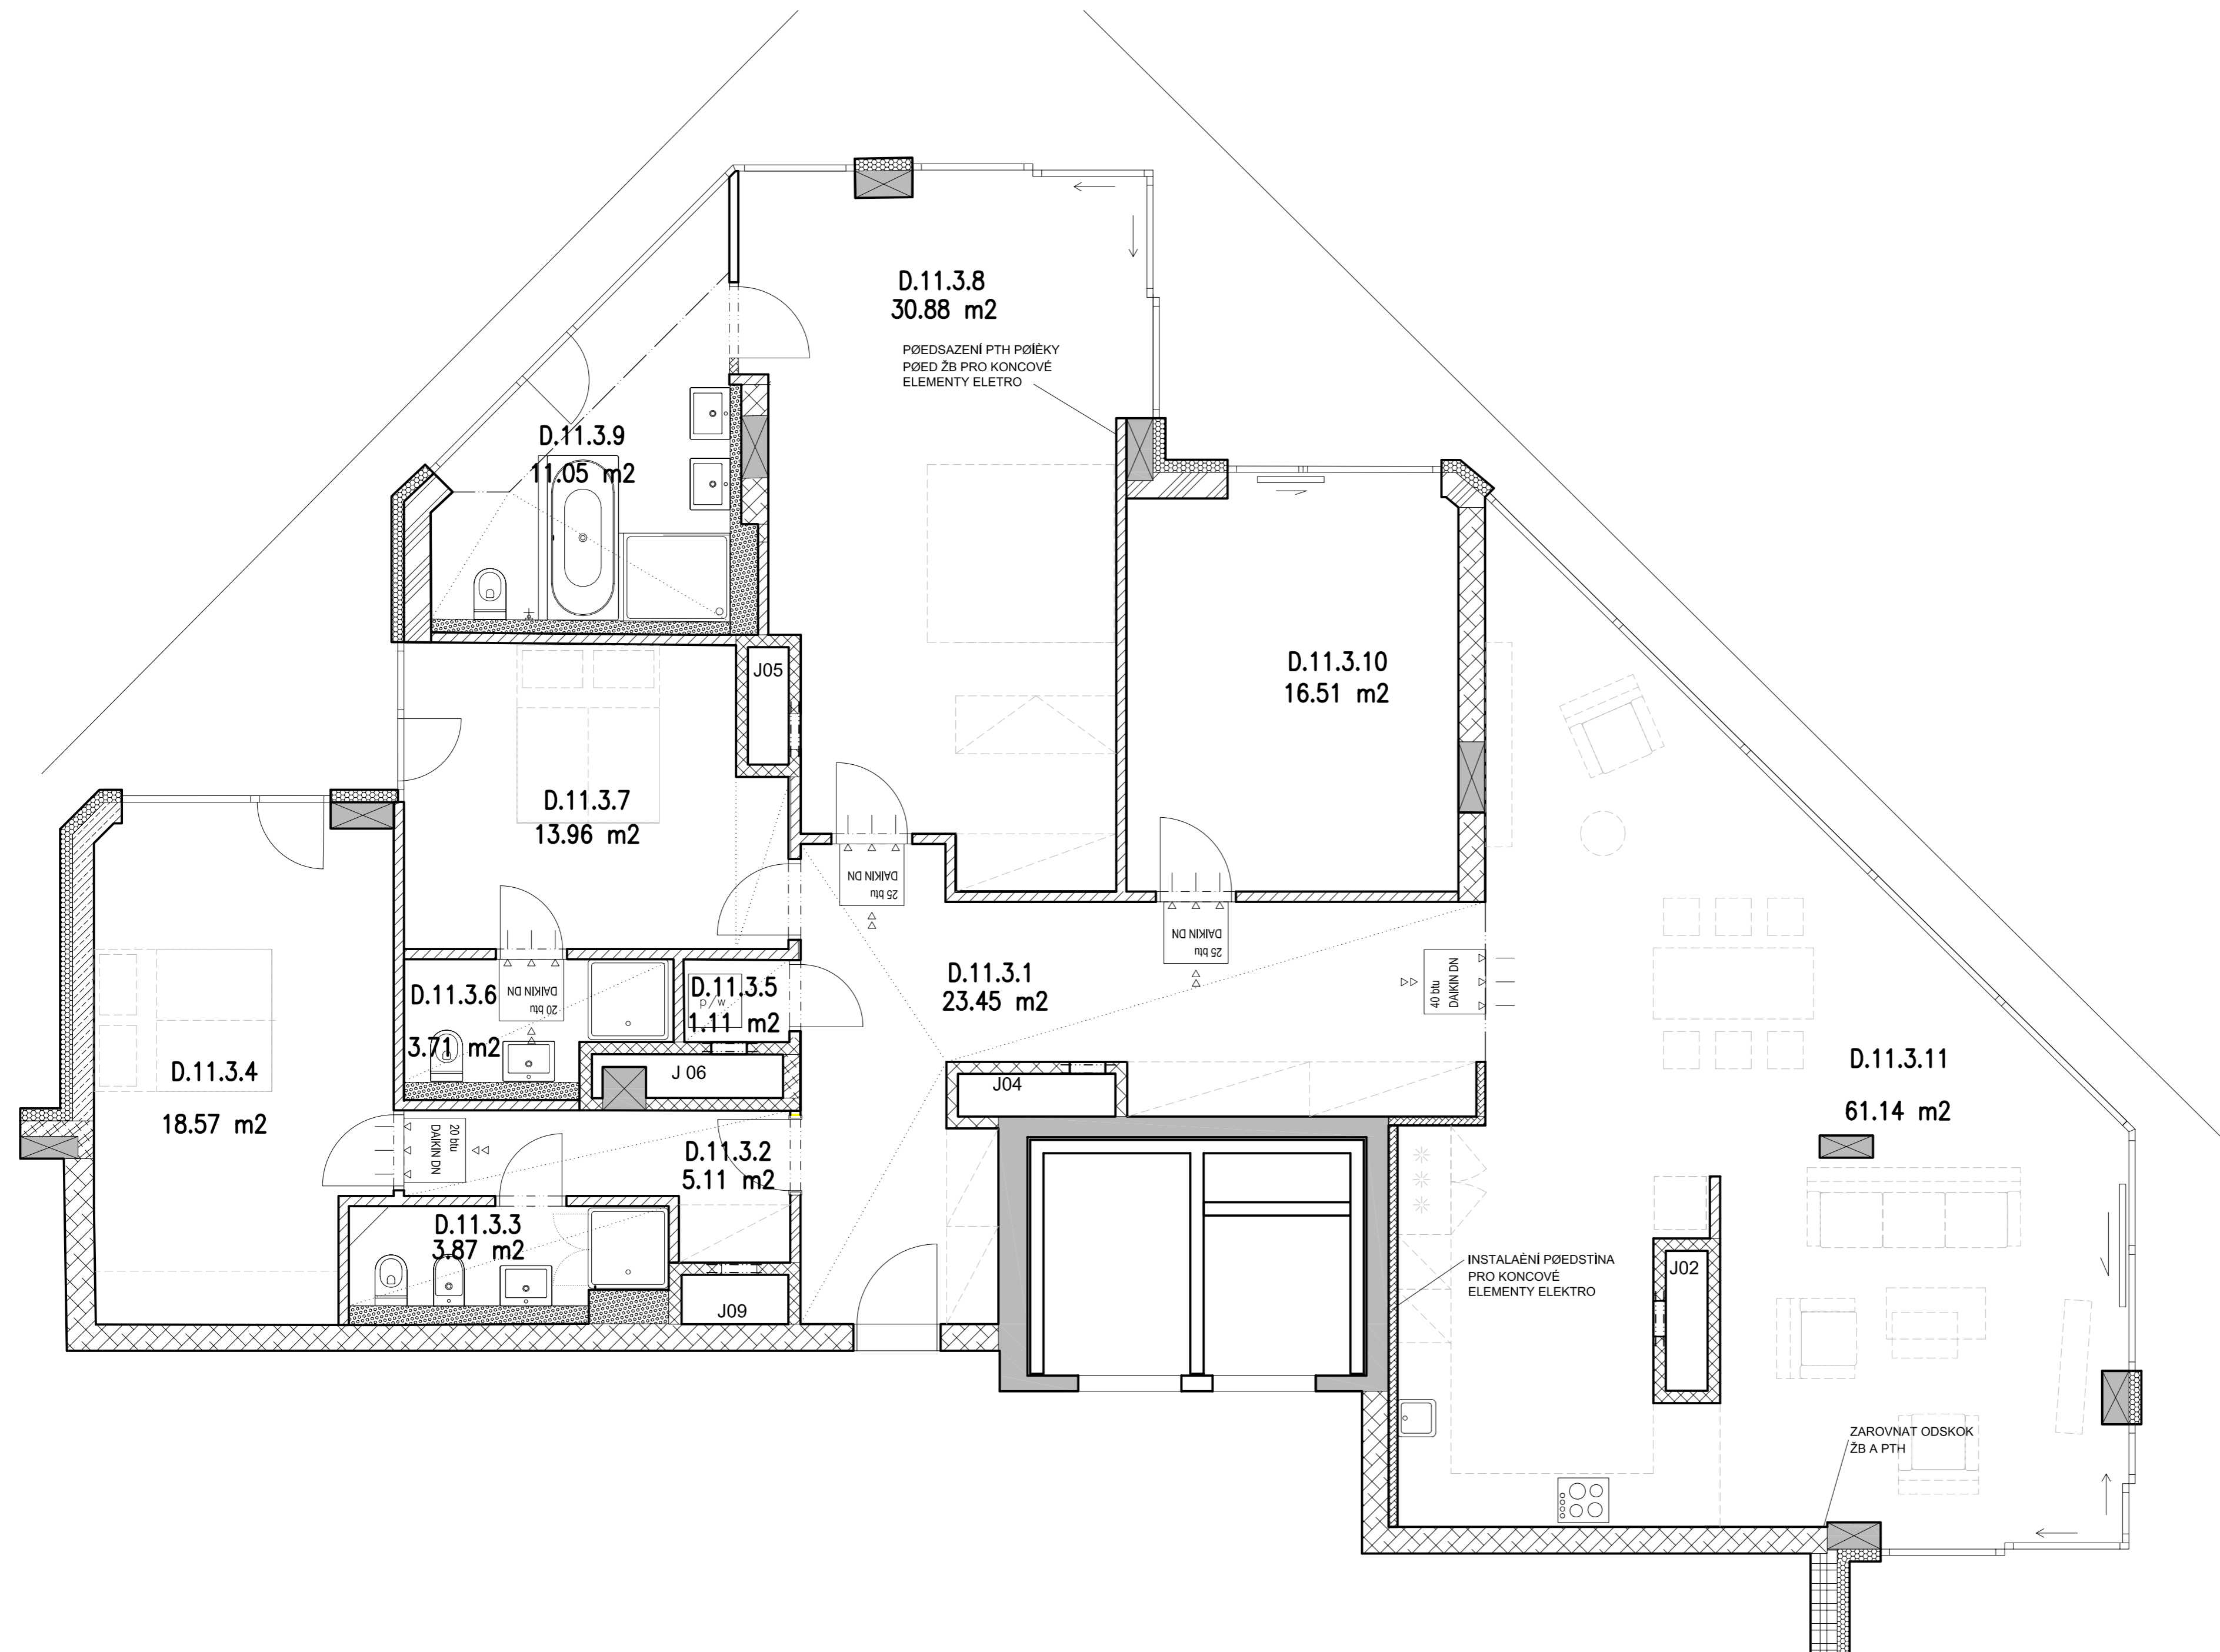 D.11.3.8
30.88 m2
PØEDSAZENÍ PTH PØÍÈKY
PØED ŽB PRO KONCOVÉ
ELEMENTY ELETRO
D.11.3.9
11.05 m2
J05
D.11.3.10
16.51 m2
D.11.3.7
13.96 m2
DAIKIN DN
25 btu
DAIKIN DN
25 btu
D.11.3.6
3.71 m2
DAIKIN DN
20 btu
D.11.3.5
p/w
1.11 m2
D.11.3.1
23.45 m2
40 btu
DAIKIN DN
J 06
J04
D.11.3.4
18.57 m2
D.11.3.11
61.14 m2
20 btu
DAIKIN DN
D.11.3.2
5.11 m2
D.11.3.3
3.87 m2
J09
INSTALAÈNÍ PØEDSTÌNA
PRO KONCOVÉ
ELEMENTY ELEKTRO
J02
ZAROVNAT ODSKOK
ŽB A PTH